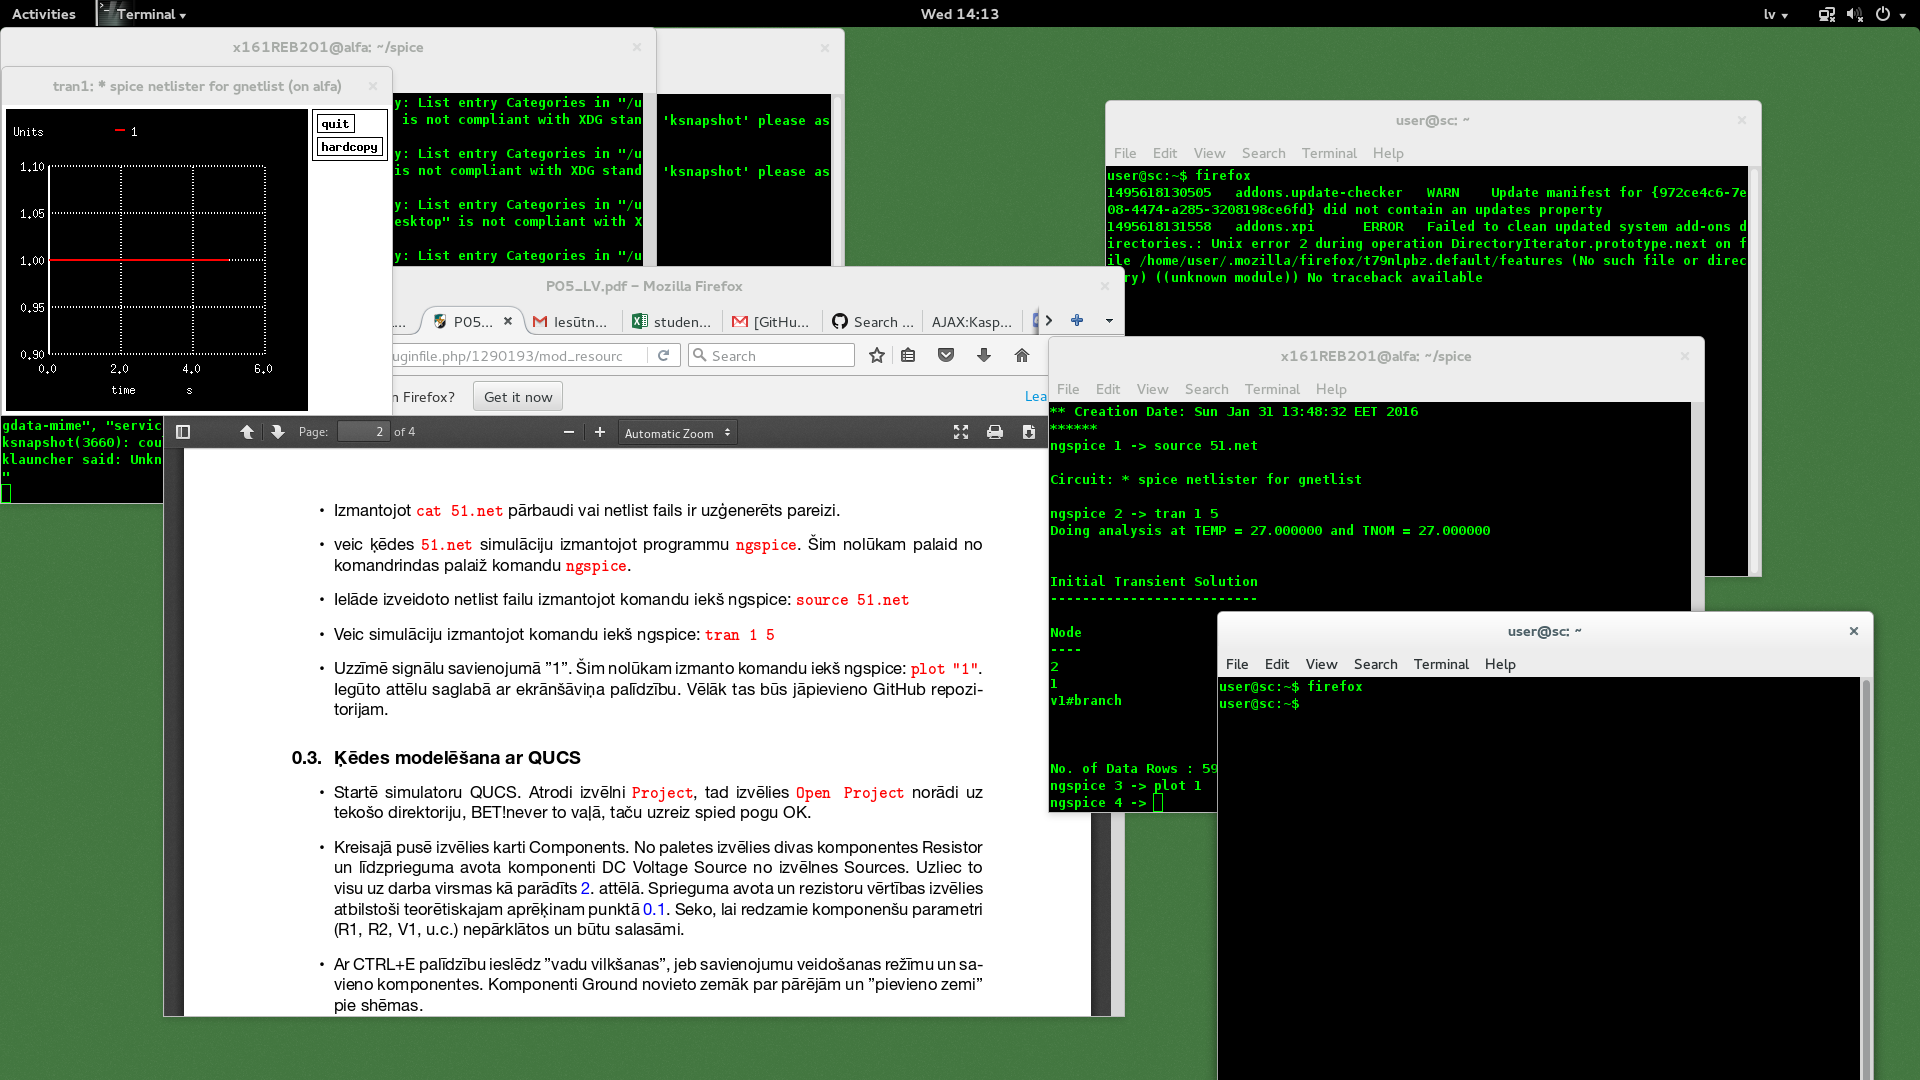 Activities
Terminal
Wed 14:13
lv
x161REB201@alfa: ~/spice
tran1: * spice netlister for gnetlist (on alfa)
Units
1
quit
hardcopy
1.10
1.05
1.00
0.95
0.90
0.0
2.0
4.0
6.0
time
s
y: List entry Categories in "/u
is not compliant with XDG stan
y: List entry Categories in "/u
is not compliant with XDG stand
y: List entry Categories in "/u
esktop" is not compliant with X
y: List entry Categories in "/u
'ksnapshot' please as
'ksnapshot' please as
gdata-mime", "servic
ksnapshot(3660): cou
klauncher said: Unkn
"
user@sc: ~
File Edit View Search Terminal Help
user@sc:~$ firefox
1495618130505 addons.update-checker WARN Update manifest for {972ce4c6-7e
08-4474-a285-3208198ce6fd} did not contain an updates property
1495618131558 addons.xpi ERROR Failed to clean updated system add-ons d
irectories.: Unix error 2 during operation DirectoryIterator.prototype.next on f
ile /home/user/.mozilla/firefox/t79nlpbz.default/features (No such file or direc
ry) ((unknown module)) No traceback available
P05_LV.pdf – Mozilla Firefox
P05...
Iesūtn...
studen...
[GitHu...
Search ...
AJAX:Kasp...
uginfile.php/1290193/mod_resourc
Search
n Firefox?
Get it now
Lea
Page: 2 of 4
Automatic Zoom
• Izmantojot cat 51.net pārbaudi vai netlist fails ir uzģenerēts pareizi.
• veic ķēdes 51.net simulāciju izmantojot programmu ngspice. Šim nolūkam palaid no
komandrindas palaiž komandu ngspice.
• Ielāde izveidoto netlist failu izmantojot komandu iekš ngspice: source 51.net
• Veic simulāciju izmantojot komandu iekš ngspice: tran 1 5
• Uzzīmē signālu savienojumā ”1”. Šim nolūkam izmanto komandu iekš ngspice: plot "1".
Iegūto attēlu saglabā ar ekrānšāviņa palīdzību. Vēlāk tas būs jāpievieno GitHub repozi-
torijam.
0.3. Ķēdes modelēšana ar QUCS
• Startē simulatoru QUCS. Atrodi izvēlni Project, tad izvēlies Open Project norādi uz
tekošo direktoriju, BET!never to vaļā, taču uzreiz spied pogu OK.
• Kreisajā pusē izvēlies karti Components. No paletes izvēlies divas komponentes Resistor
un līdzprieguma avota komponenti DC Voltage Source no izvēlnes Sources. Uzliec to
visu uz darba virsmas kā parādīts 2. attēlā. Sprieguma avota un rezistoru vērtības izvēlies
atbilstoši teorētiskajam aprēķinam punktā 0.1. Seko, lai redzamie komponenšu parametri
(R1, R2, V1, u.c.) nepārklātos un būtu salasāmi.
• Ar CTRL+E palīdzību ieslēdz ”vadu vilkšanas”, jeb savienojumu veidošanas režīmu un sa-
vieno komponentes. Komponenti Ground novieto zemāk par pārējām un ”pievieno zemi”
pie shēmas.
x161REB201@alfa: ~/spice
File Edit View Search Terminal Help
** Creation Date: Sun Jan 31 13:48:32 EET 2016
******
ngspice 1 -> source 51.net
Circuit: * spice netlister for gnetlist
ngspice 2 -> tran 1 5
Doing analysis at TEMP = 27.000000 and TNOM = 27.000000
Initial Transient Solution
--------------------------
Node
----
2
1
v1#branch
No. of Data Rows : 59
ngspice 3 -> plot 1
ngspice 4 ->
user@sc: ~
File Edit View Search Terminal Help
user@sc:~$ firefox
user@sc:~$